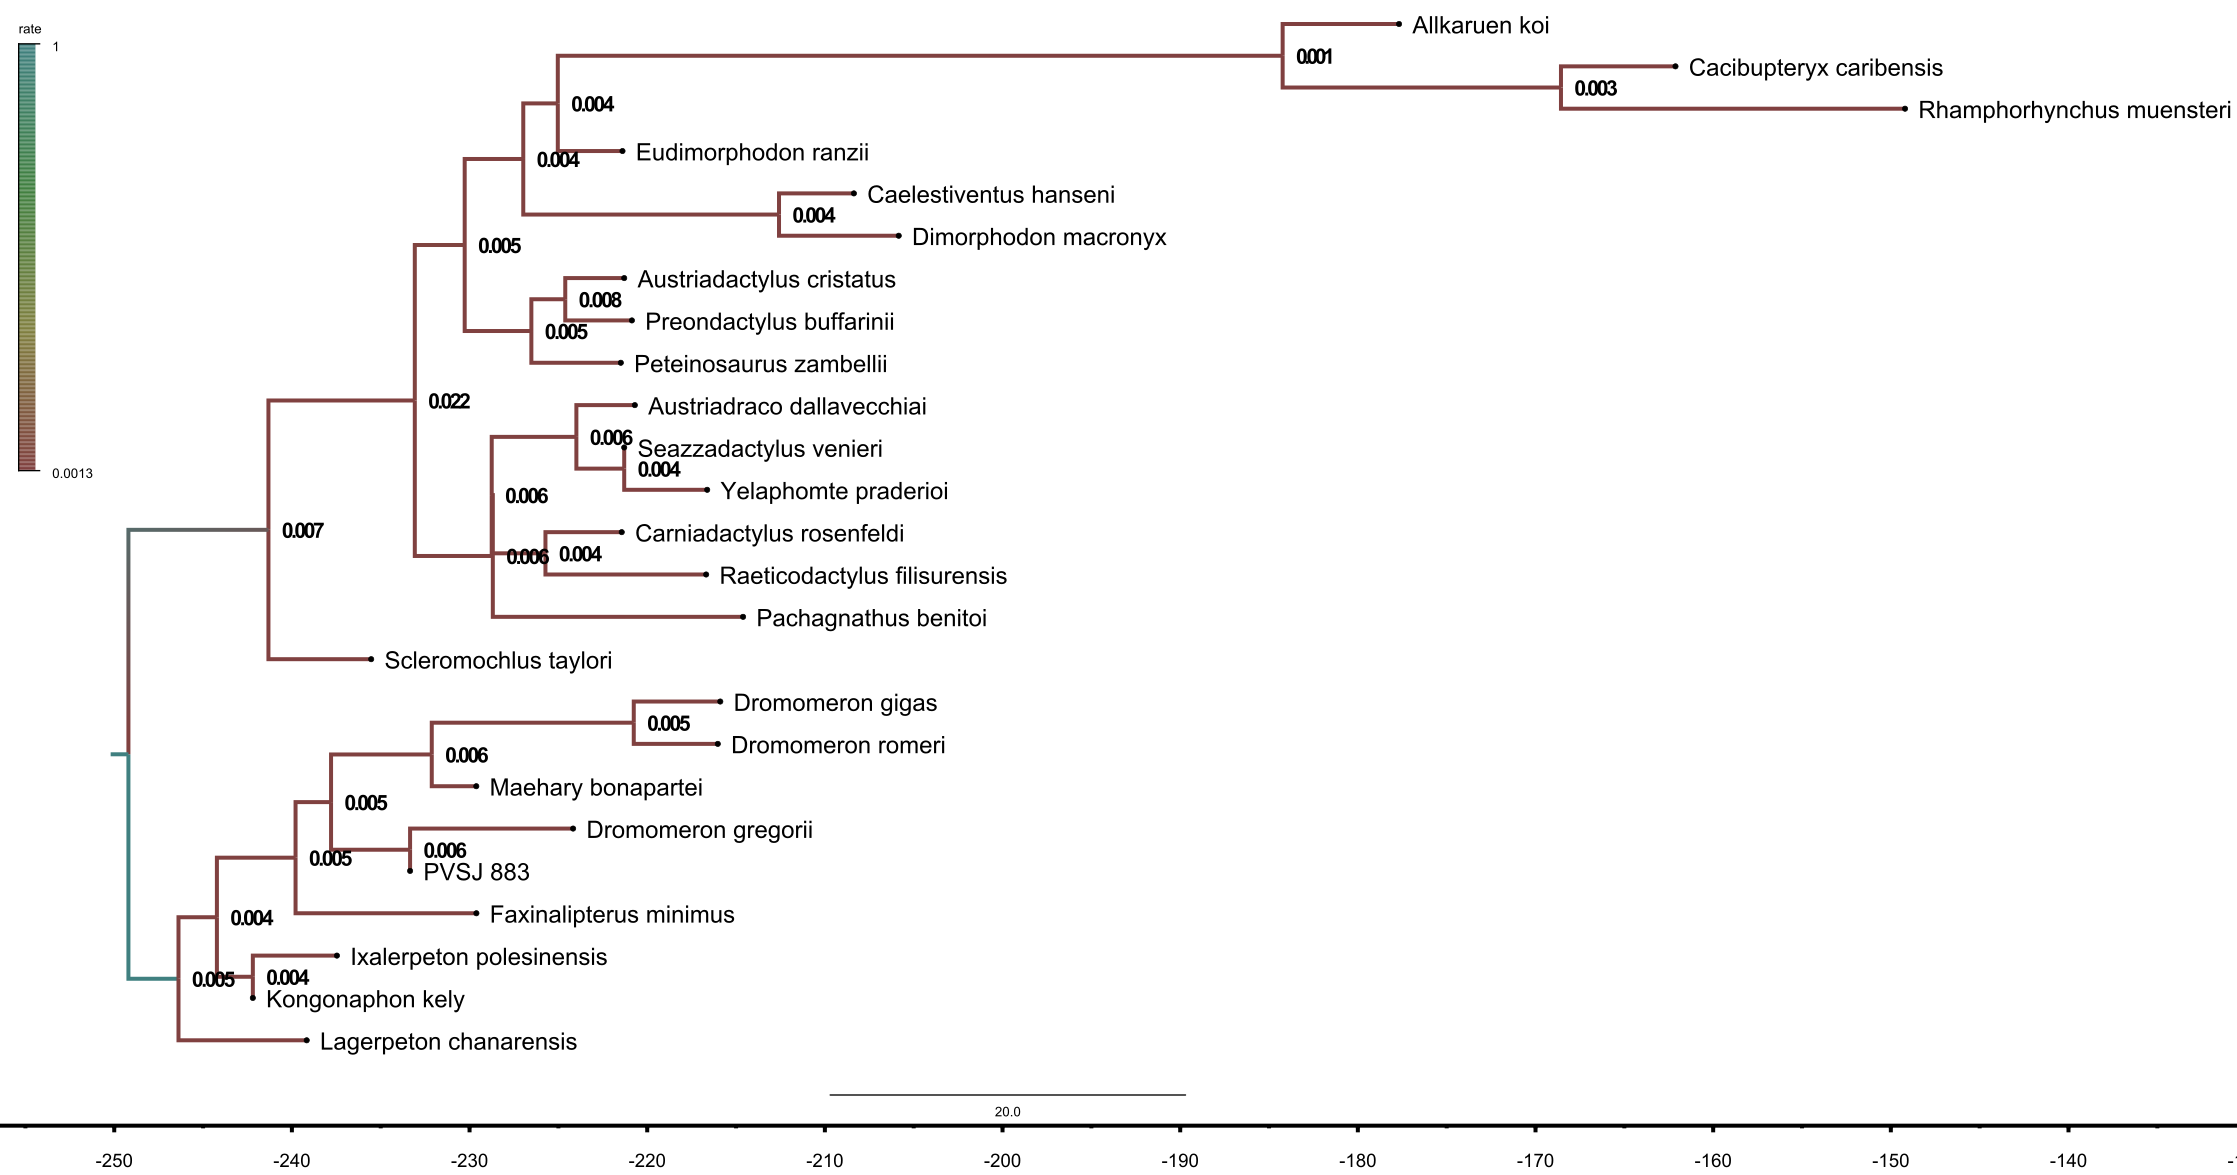 rate
1
0.0013
Allkaruen koi
0.001
Cacibupteryx caribensis
0.003
Rhamphorhynchus muensteri
0.004
Eudimorphodon ranzii
0.004
Caelestiventus hanseni
0.004
Dimorphodon macronyx
0.005
Austriadactylus cristatus
0.008
Preondactylus buffarinii
0.005
Peteinosaurus zambellii
0.022
Austriadraco dallavecchiai
0.006
Seazzadactylus venieri
0.004
Yelaphomte praderioi
0.006
Carniadactylus rosenfeldi
0.006
0.004
Raeticodactylus filisurensis
0.007
Pachagnathus benitoi
Scleromochlus taylori
Dromomeron gigas
0.005
Dromomeron romeri
0.006
Maehary bonapartei
0.005
Dromomeron gregorii
0.006
0.005
PVSJ 883
Faxinalipterus minimus
0.004
Ixalerpeton polesinensis
0.005
0.004
Kongonaphon kely
Lagerpeton chanarensis
20.0
-250 -240 -230 -220 -210 -200 -190 -180 -170 -160 -150 -140